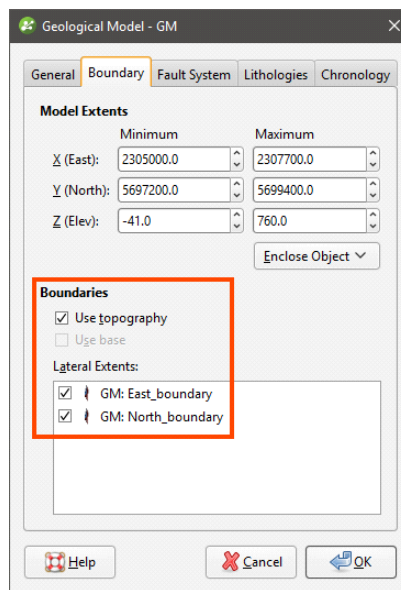 Geological Model - GM
General Boundary Fault System Lithologies Chronology
Model Extents
Minimum Maximum
X (East): 2305000.0 2307700.0
Y (North): 5697200.0 5699400.0
Z (Elev): -41.0 760.0
Enclose Object
Boundaries
Use topography
Use base
Lateral Extents:
GM: East_boundary
GM: North_boundary
Help Cancel OK